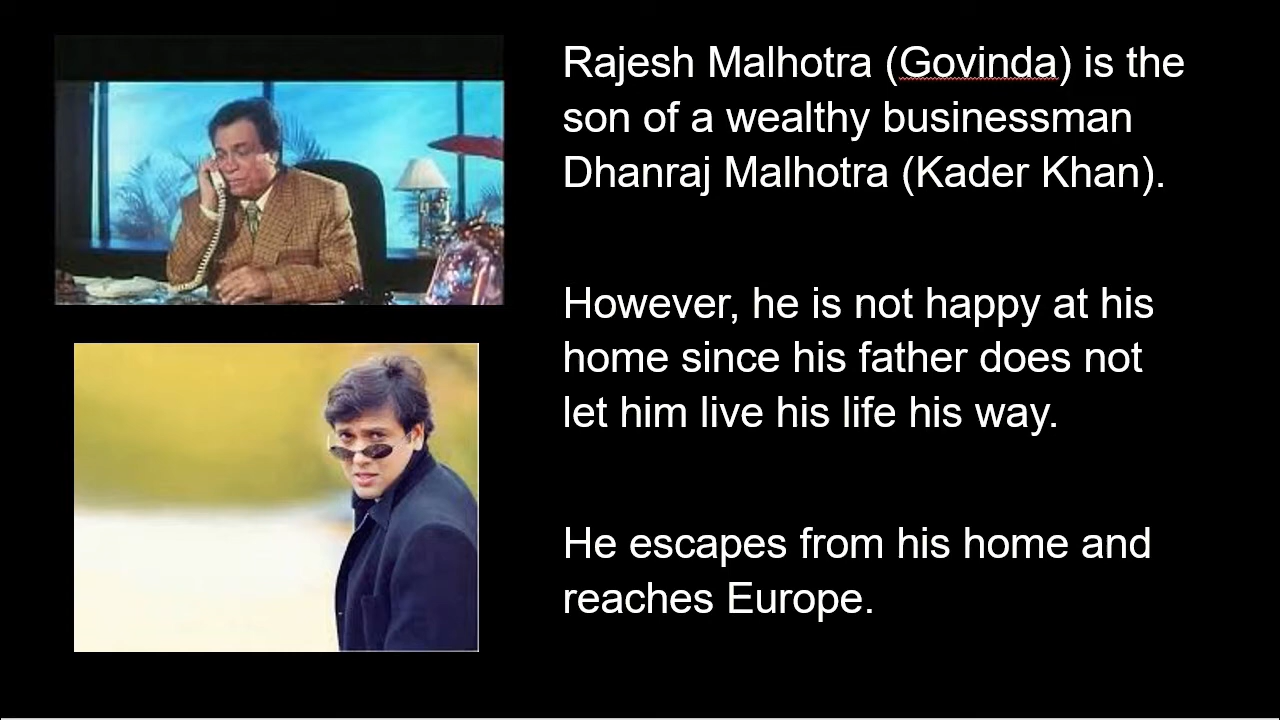 Rajesh Malhotra (Govinda) is the
son of a wealthy businessman
Dhanraj Malhotra (Kader Khan).
However, he is not happy at his
home since his father does not
let him live his life his way.
He escapes from his home and
reaches Europe.